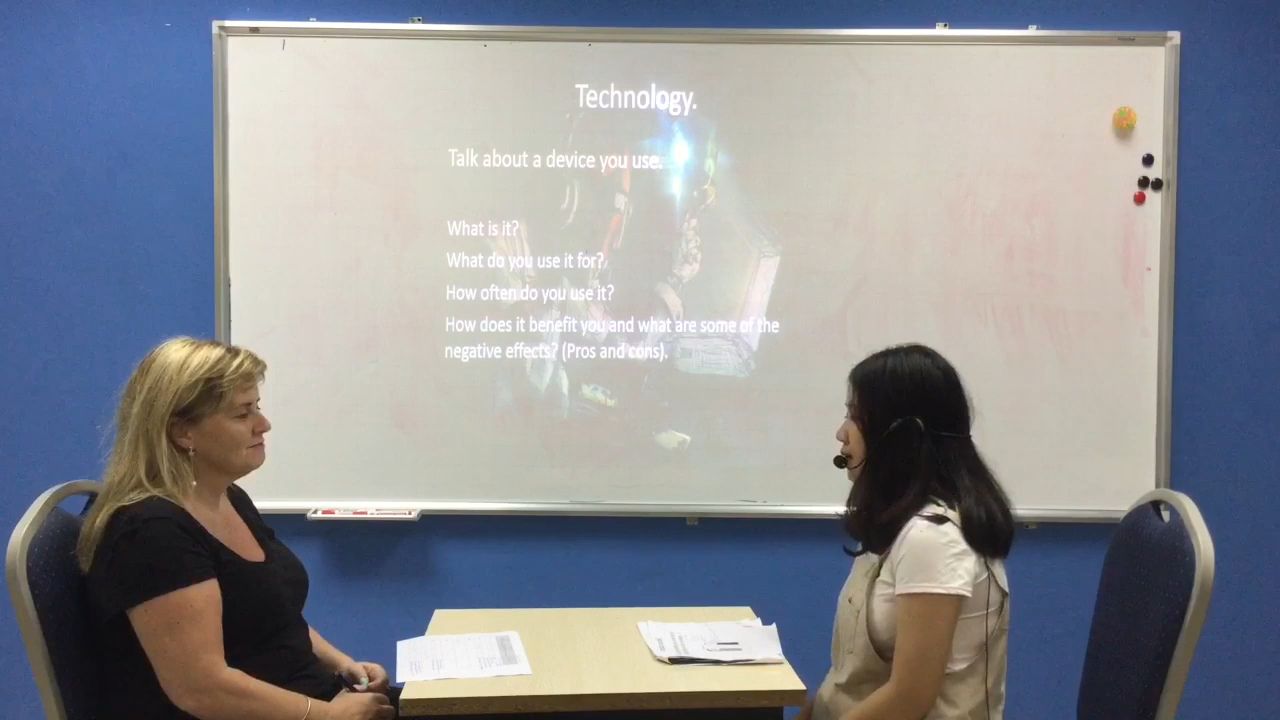 Technology.
Talk about a device you use.
What is it?
What do you use it for?
How often do you use it?
How does it benefit you and what are some of the
negative effects? (Pros and cons).